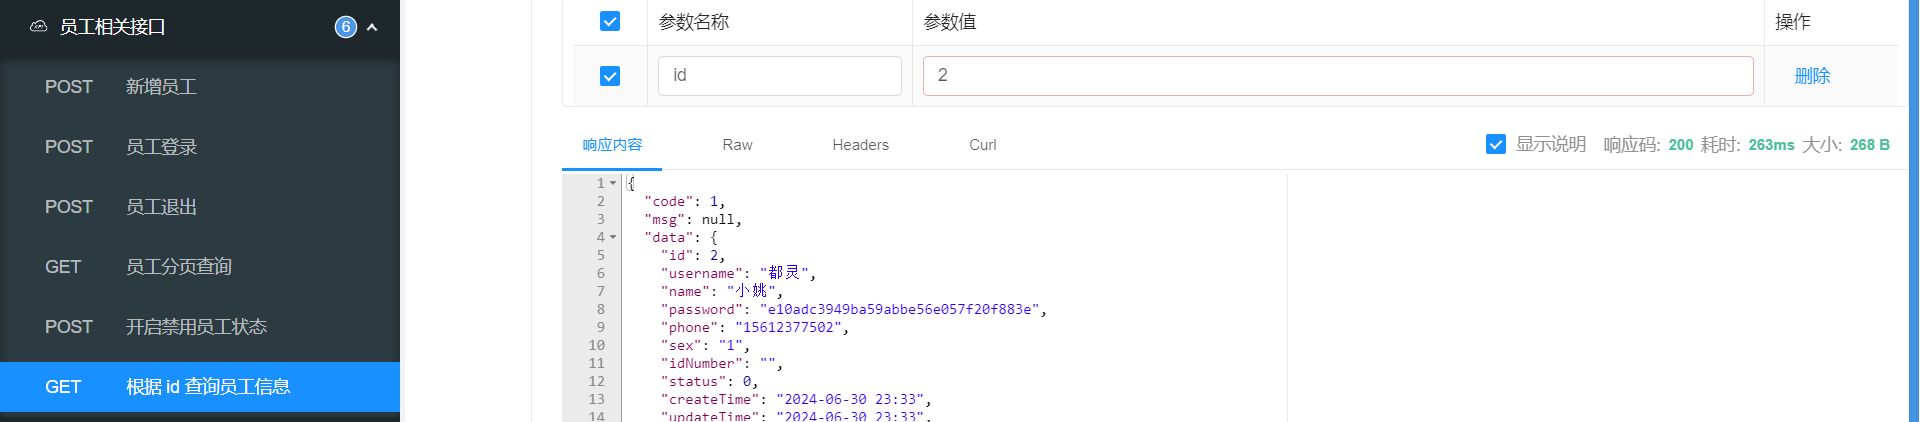 员工相关接口 6
POST 新增员工
POST 员工登录
POST 员工退出
GET 员工分页查询
POST 开启禁用员工状态
GET 根据 id 查询员工信息
参数名称 参数值 操作
id 2 删除
响应内容 Raw Headers Curl 显示说明 响应码: 200 耗时: 263ms 大小: 268 B
1 {
2 "code": 1,
3 "msg": null,
4 "data": {
5 "id": 2,
6 "username": "都灵",
7 "name": "小姚",
8 "password": "e10adc3949ba59abbe56e057f20f883e",
9 "phone": "15612377502",
10 "sex": "1",
11 "idNumber": "",
12 "status": 0,
13 "createTime": "2024-06-30 23:33",
14 "updateTime": "2024-06-30 23:33",